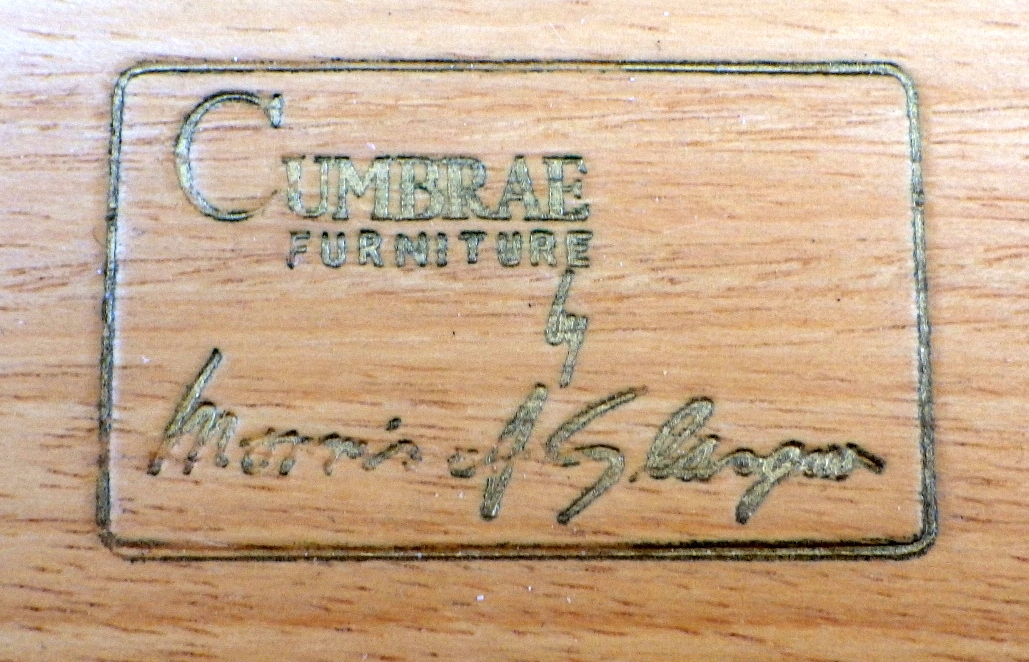 CUMBRAE
FURNITURE
by
Morris of Glasgow